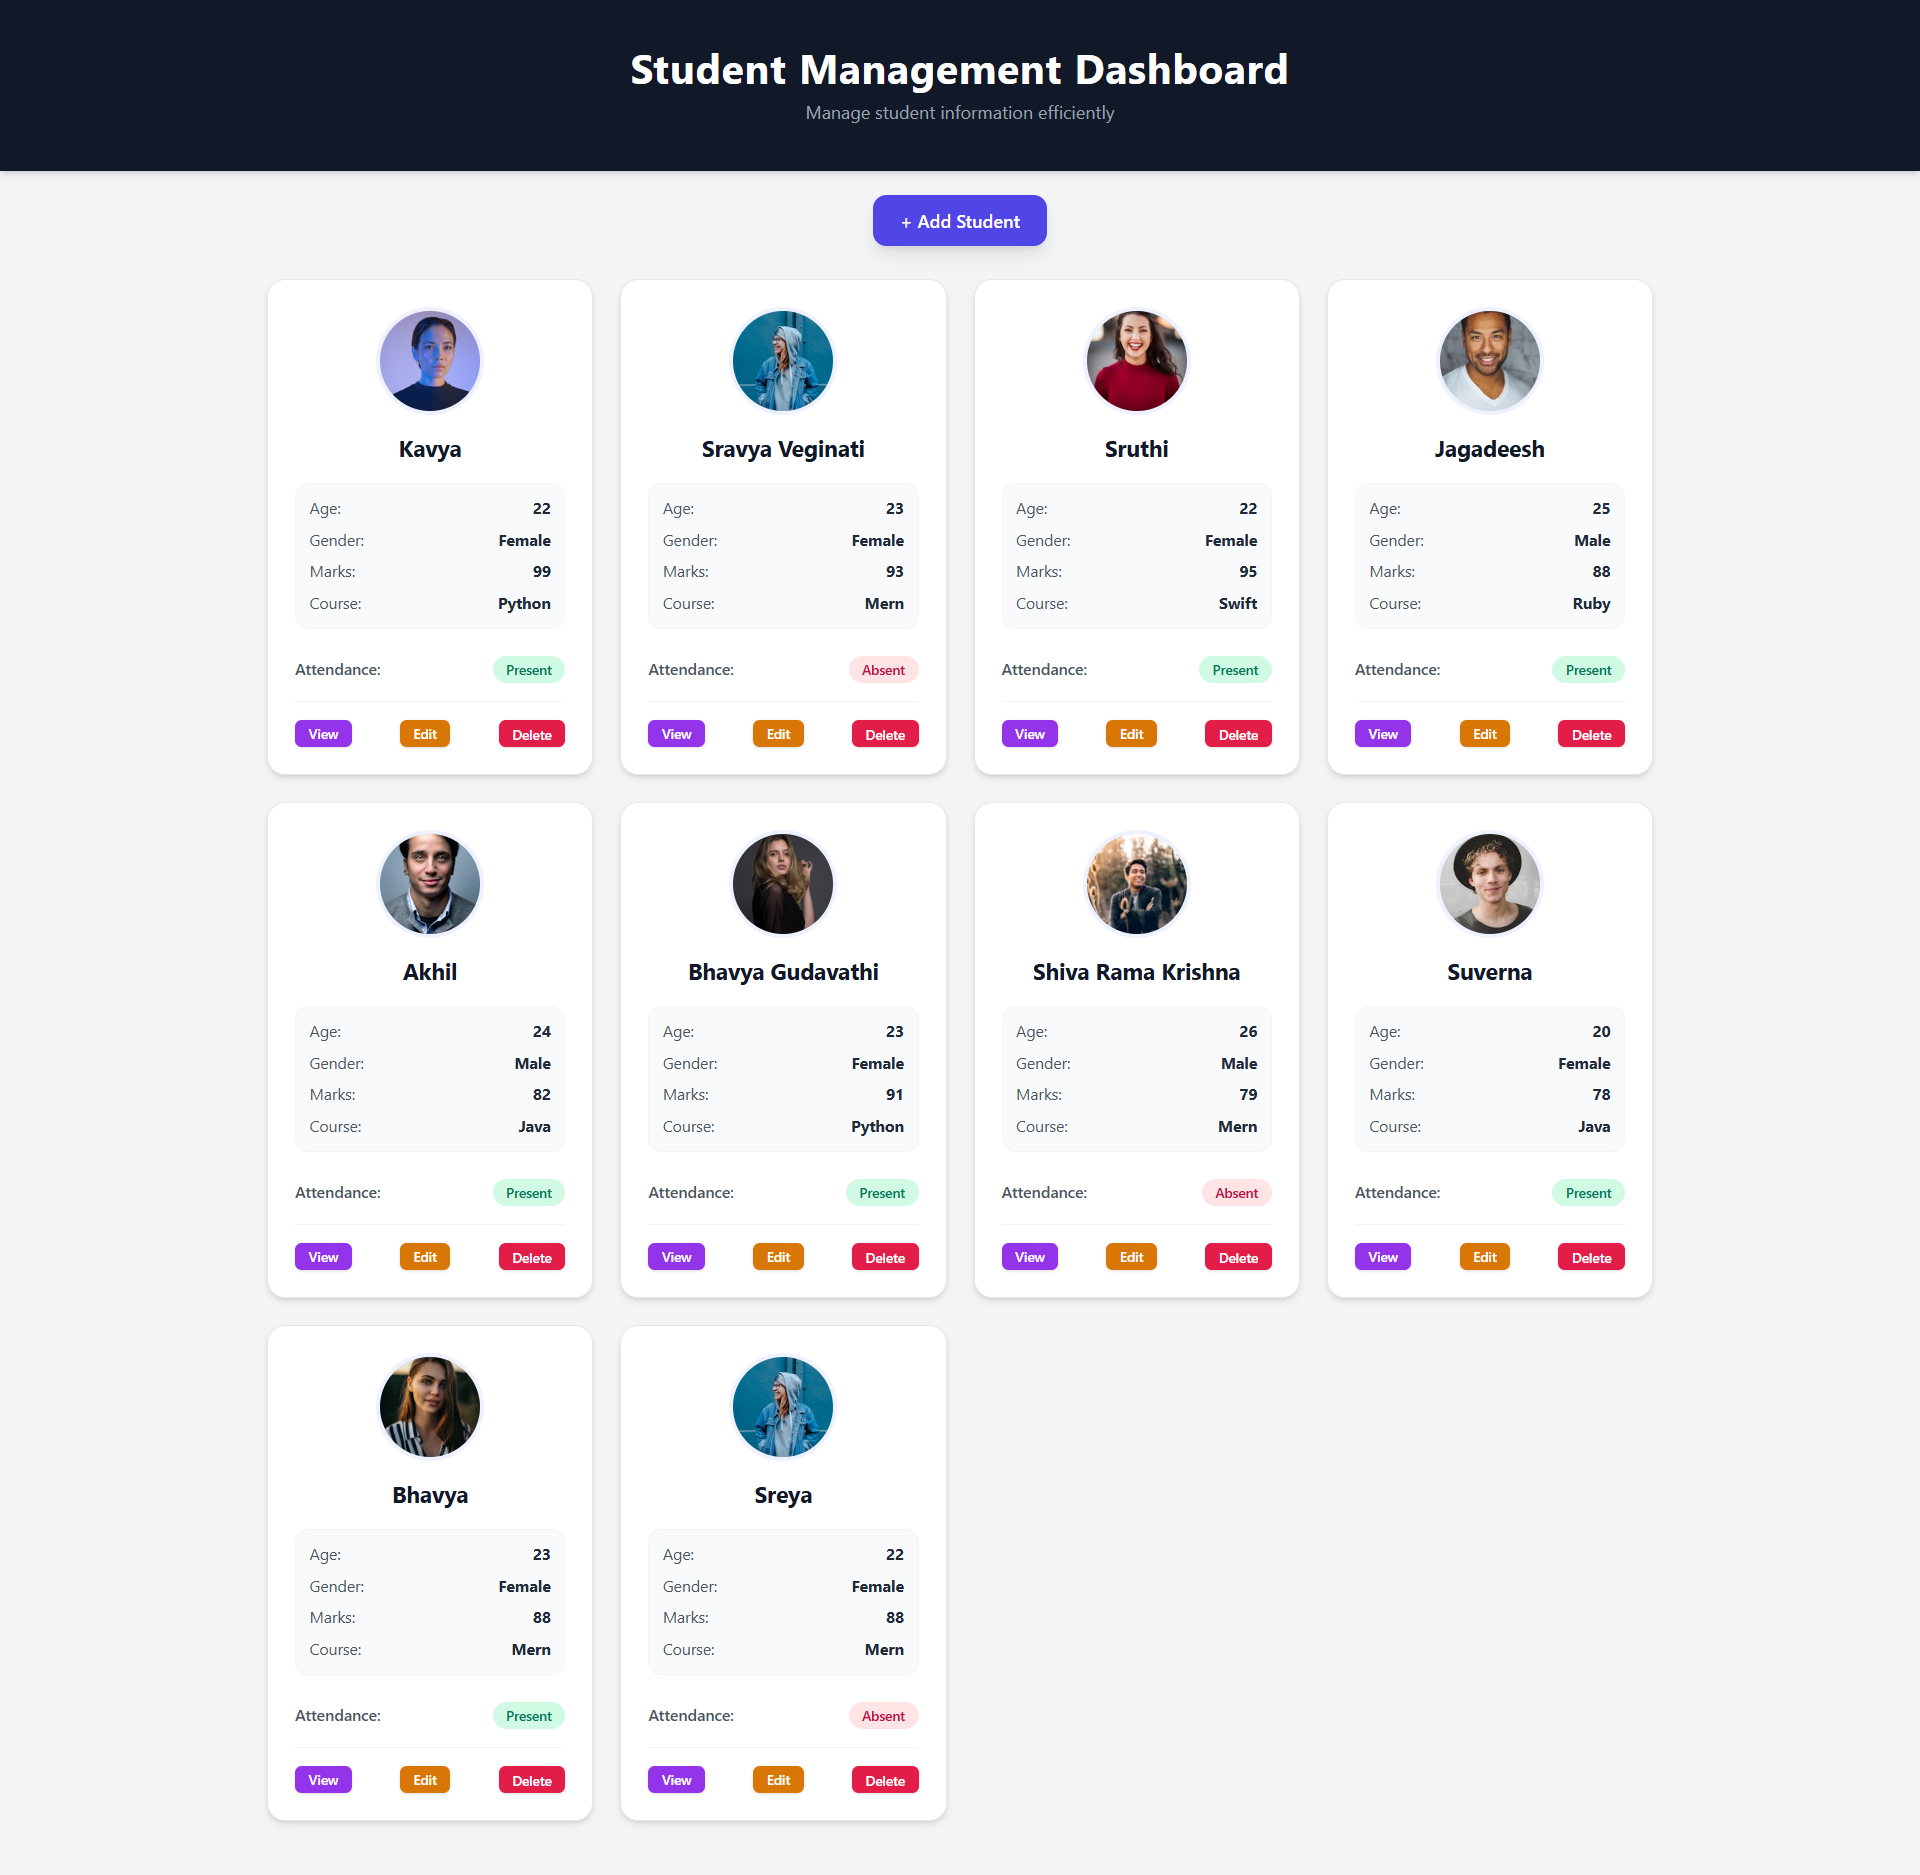 Student Management Dashboard
Manage student information efficiently
+ Add Student
Kavya
Age: 22
Gender: Female
Marks: 99
Course: Python
Attendance: Present
View Edit Delete
Sravya Veginati
Age: 23
Gender: Female
Marks: 93
Course: Mern
Attendance: Absent
View Edit Delete
Sruthi
Age: 22
Gender: Female
Marks: 95
Course: Swift
Attendance: Present
View Edit Delete
Jagadeesh
Age: 25
Gender: Male
Marks: 88
Course: Ruby
Attendance: Present
View Edit Delete
Akhil
Age: 24
Gender: Male
Marks: 82
Course: Java
Attendance: Present
View Edit Delete
Bhavya Gudavathi
Age: 23
Gender: Female
Marks: 91
Course: Python
Attendance: Present
View Edit Delete
Shiva Rama Krishna
Age: 26
Gender: Male
Marks: 79
Course: Mern
Attendance: Absent
View Edit Delete
Suverna
Age: 20
Gender: Female
Marks: 78
Course: Java
Attendance: Present
View Edit Delete
Bhavya
Age: 23
Gender: Female
Marks: 88
Course: Mern
Attendance: Present
View Edit Delete
Sreya
Age: 22
Gender: Female
Marks: 88
Course: Mern
Attendance: Absent
View Edit Delete